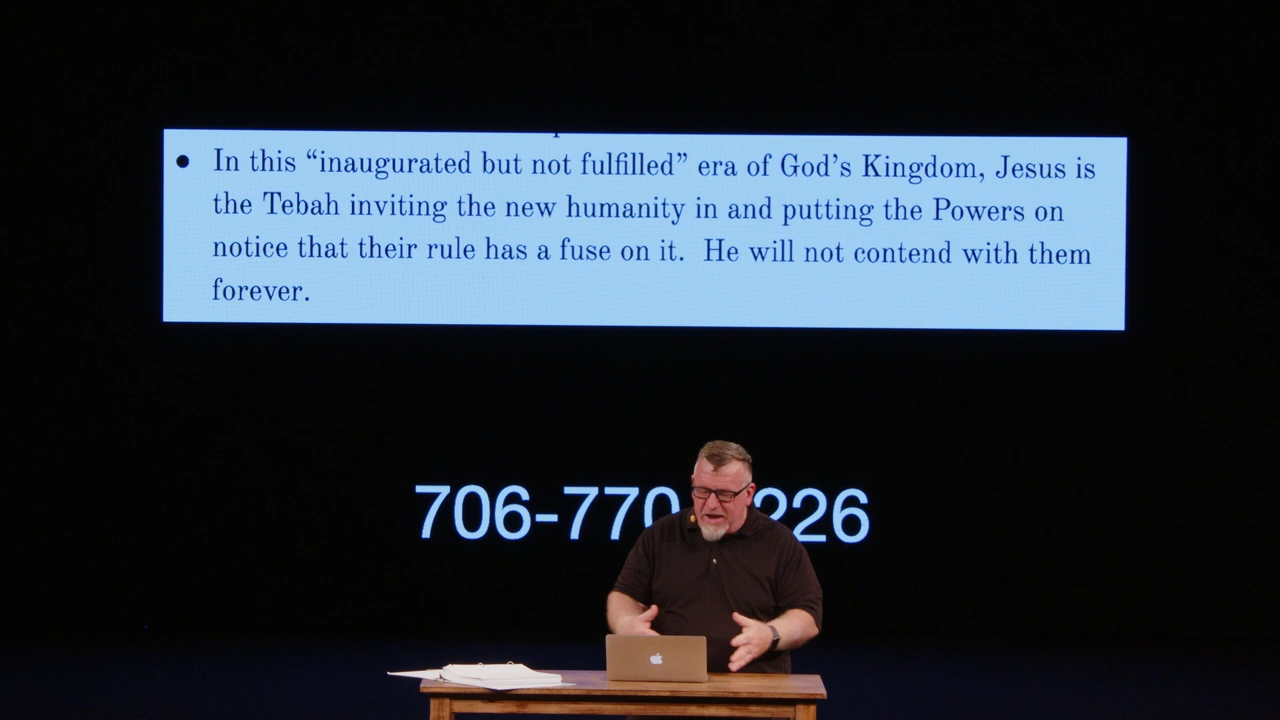 ● In this “inaugurated but not fulfilled” era of God’s Kingdom, Jesus is
the Tebah inviting the new humanity in and putting the Powers on
notice that their rule has a fuse on it.  He will not contend with them
forever.
706-770 226